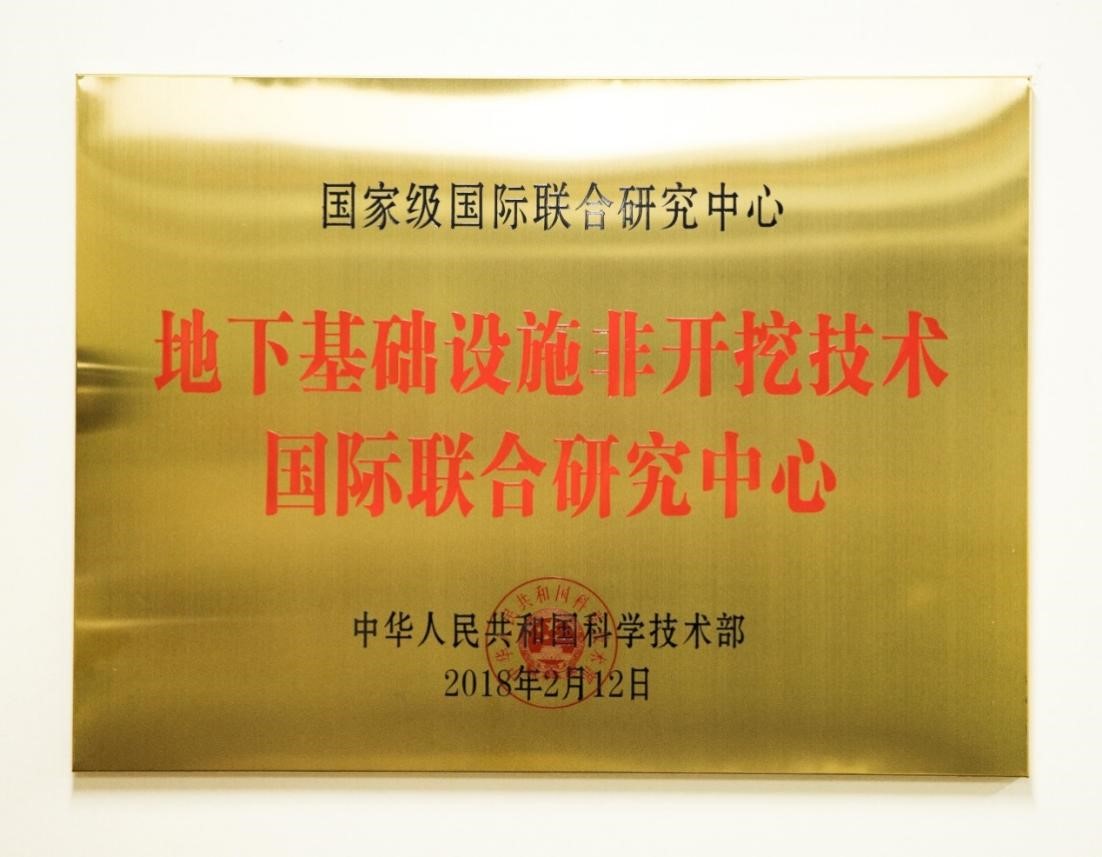 国家级国际联合研究中心
地下基础设施非开挖技术
国际联合研究中心
中华人民共和国科学技术部
2018年2月12日